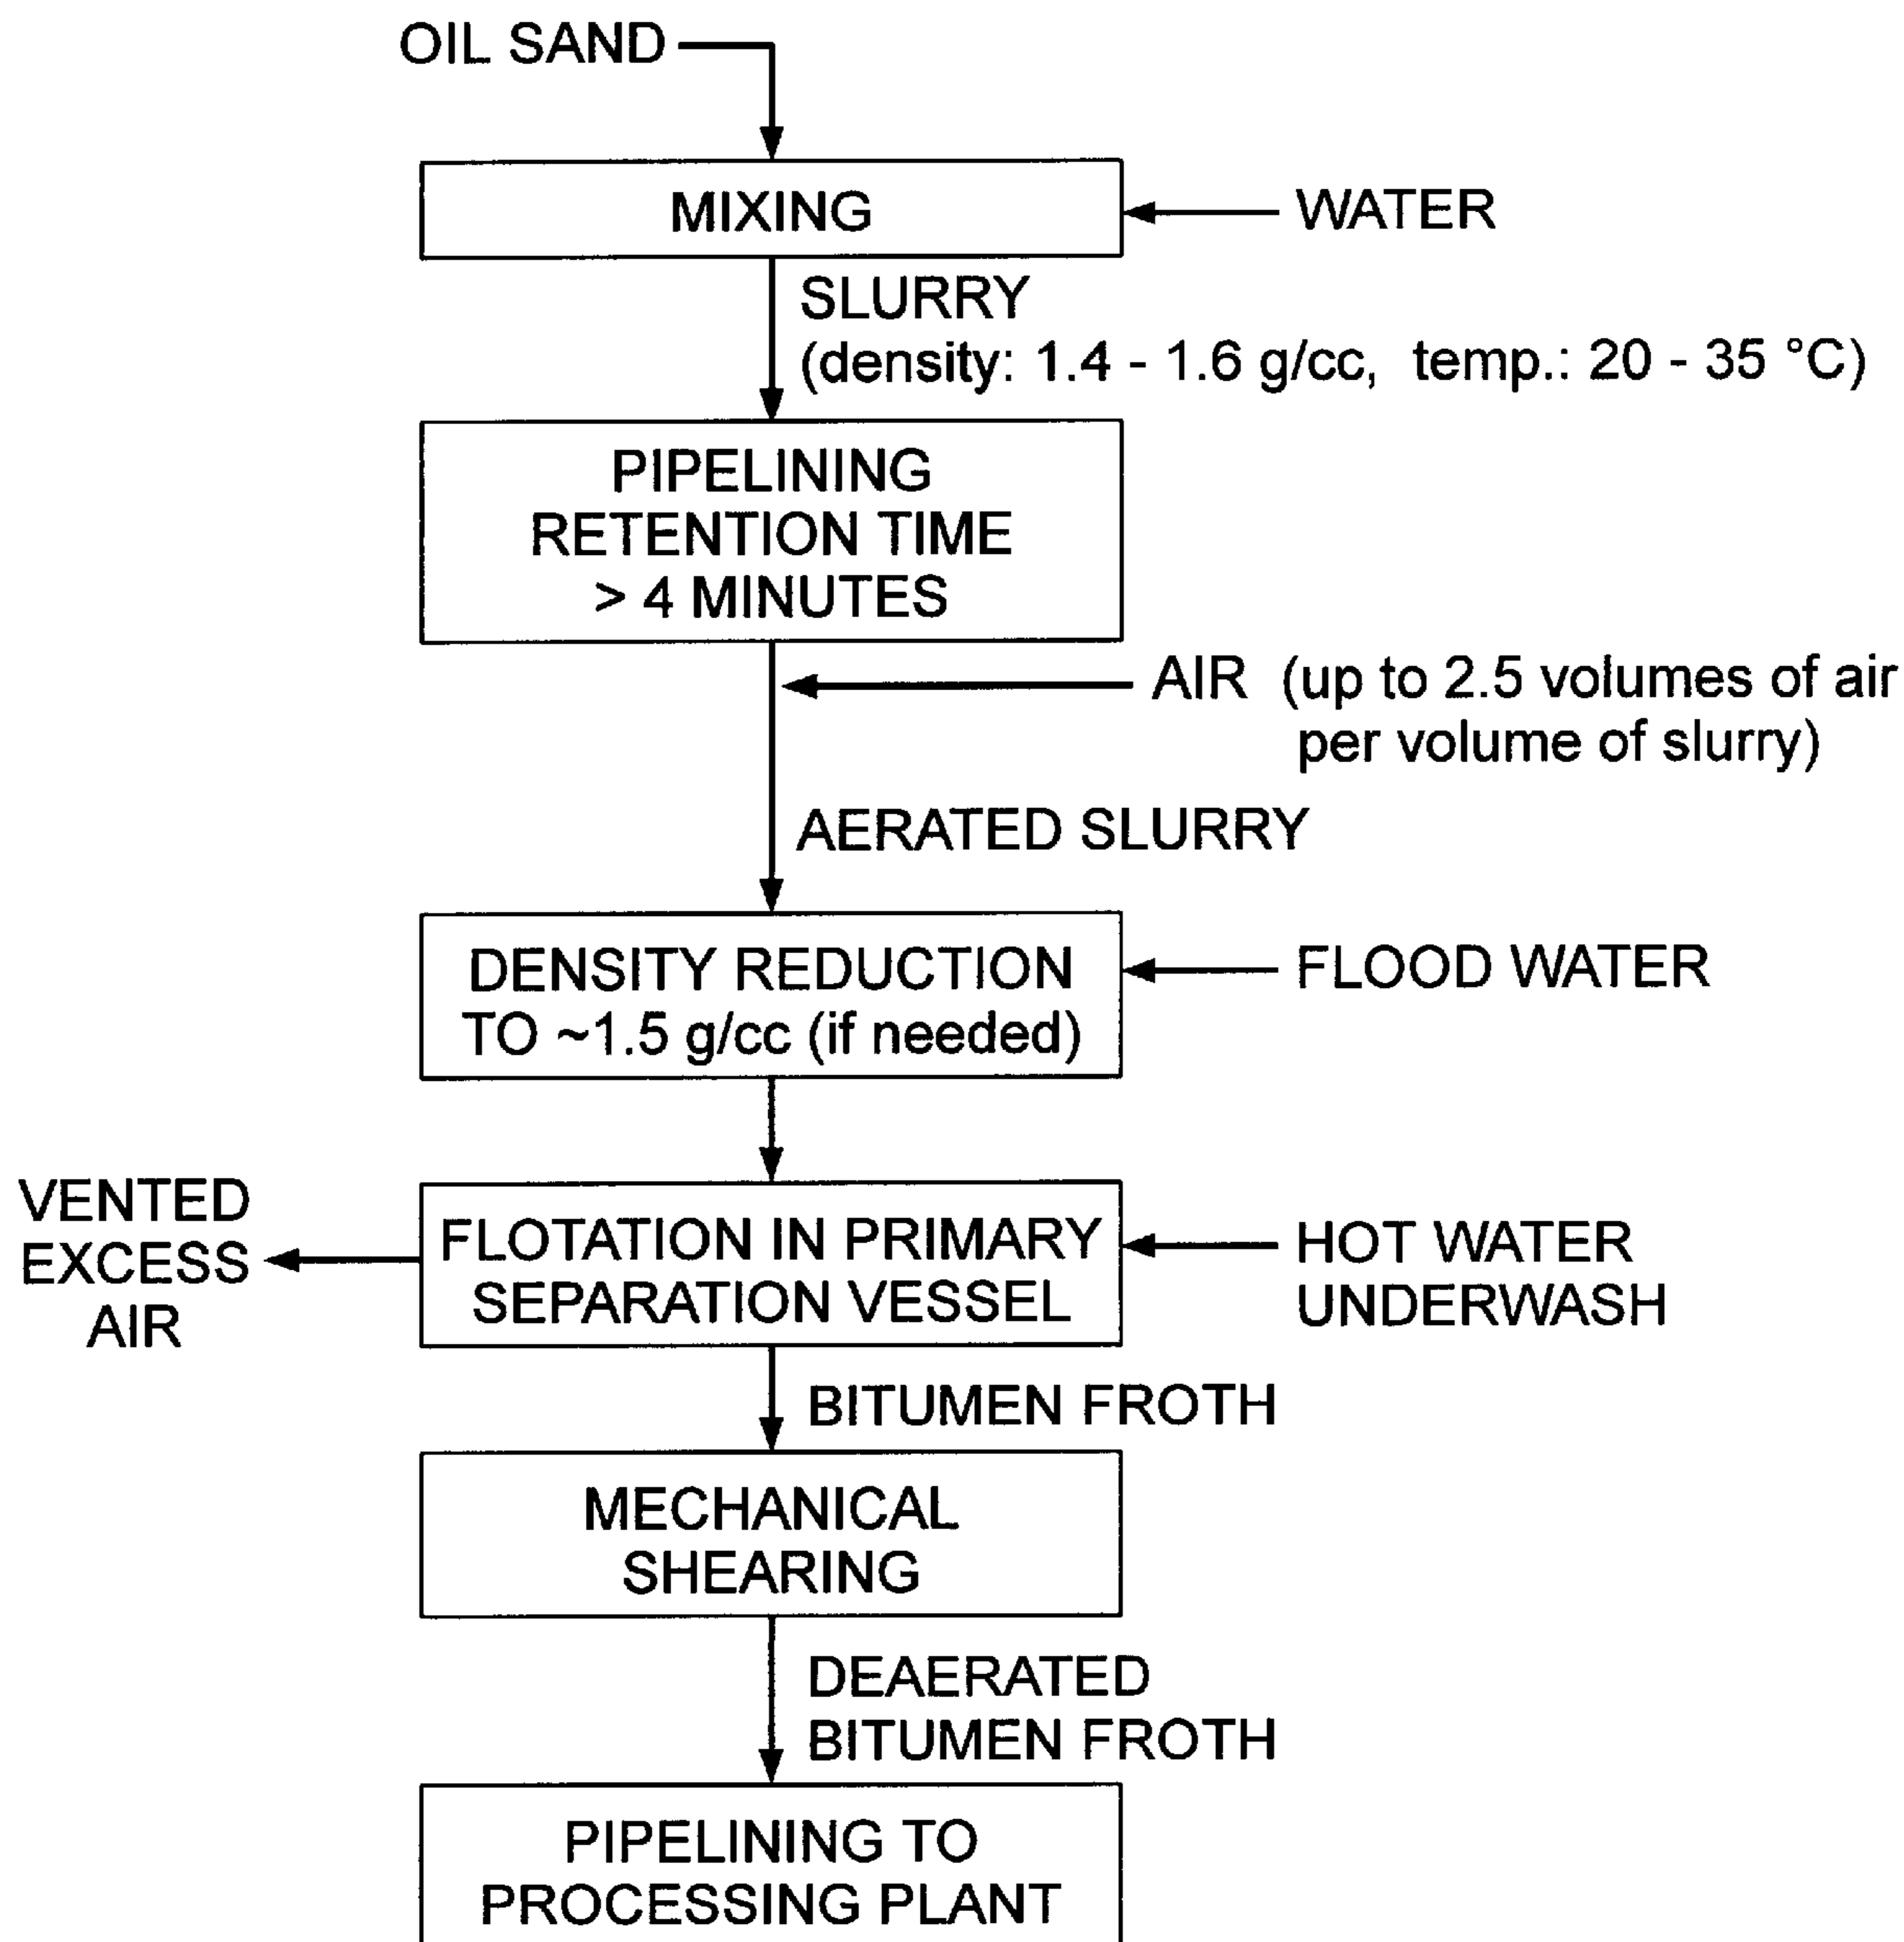 OIL SAND
MIXING
WATER
SLURRY
(density: 1.4 - 1.6 g/cc, temp.: 20 - 35 °C)
PIPELINING
RETENTION TIME
> 4 MINUTES
AIR (up to 2.5 volumes of air
per volume of slurry)
AERATED SLURRY
DENSITY REDUCTION
TO ~1.5 g/cc (if needed)
FLOOD WATER
VENTED
EXCESS
AIR
FLOTATION IN PRIMARY
SEPARATION VESSEL
HOT WATER
UNDERWASH
BITUMEN FROTH
MECHANICAL
SHEARING
DEAERATED
BITUMEN FROTH
PIPELINING TO
PROCESSING PLANT